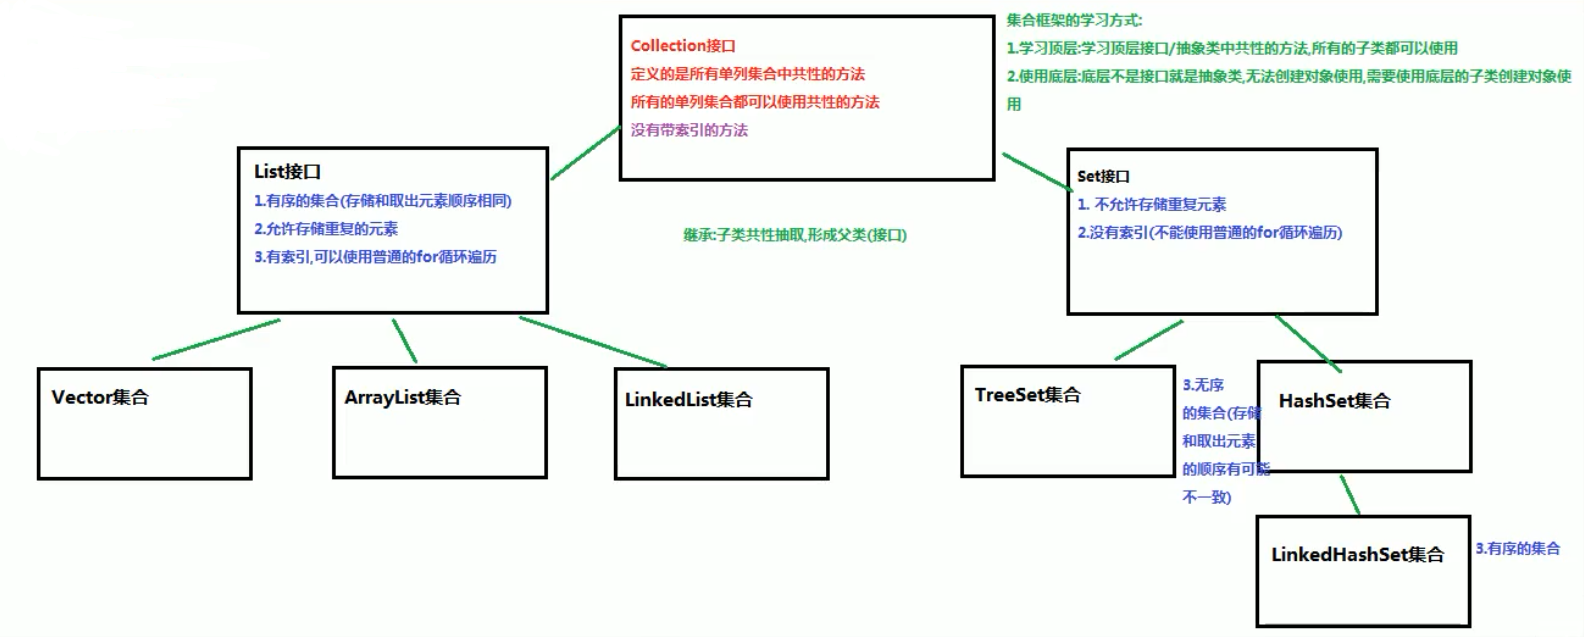 Collection接口
定义的是所有单列集合中共性的方法
所有的单列集合都可以使用共性的方法
没有带索引的方法
集合框架的学习方式:
1.学习顶层:学习顶层接口/抽象类中共性的方法,所有的子类都可以使用
2.使用底层:底层不是接口就是抽象类,无法创建对象使用,需要使用底层的子类创建对象使
用
List接口
1.有序的集合(存储和取出元素顺序相同)
2.允许存储重复的元素
3.有索引,可以使用普通的for循环遍历
继承:子类共性抽取,形成父类(接口)
Set接口
1. 不允许存储重复元素
2.没有索引(不能使用普通的for循环遍历)
Vector集合
ArrayList集合
LinkedList集合
TreeSet集合
3.无序
的集合(存储
和取出元素
的顺序有可能
不一致)
HashSet集合
LinkedHashSet集合
3.有序的集合